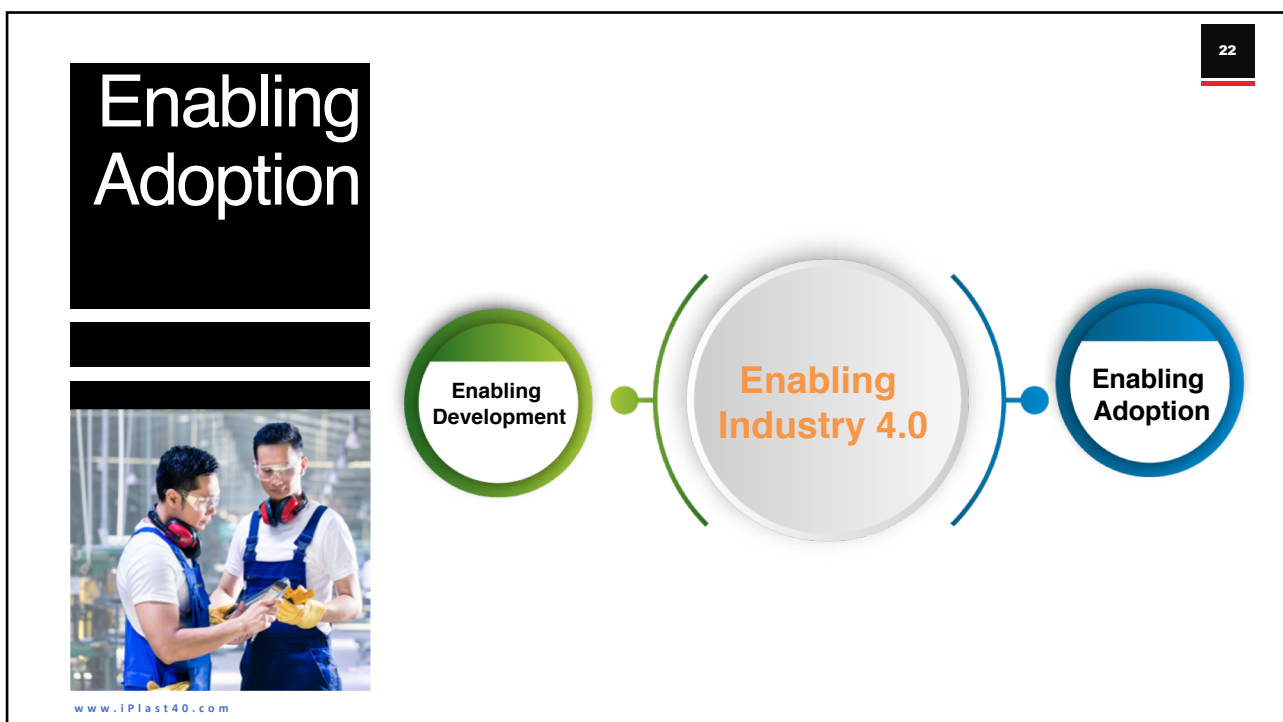 22
Enabling
Adoption
Enabling
Development
Enabling
Industry 4.0
Enabling
Adoption
www.iPlast40.com